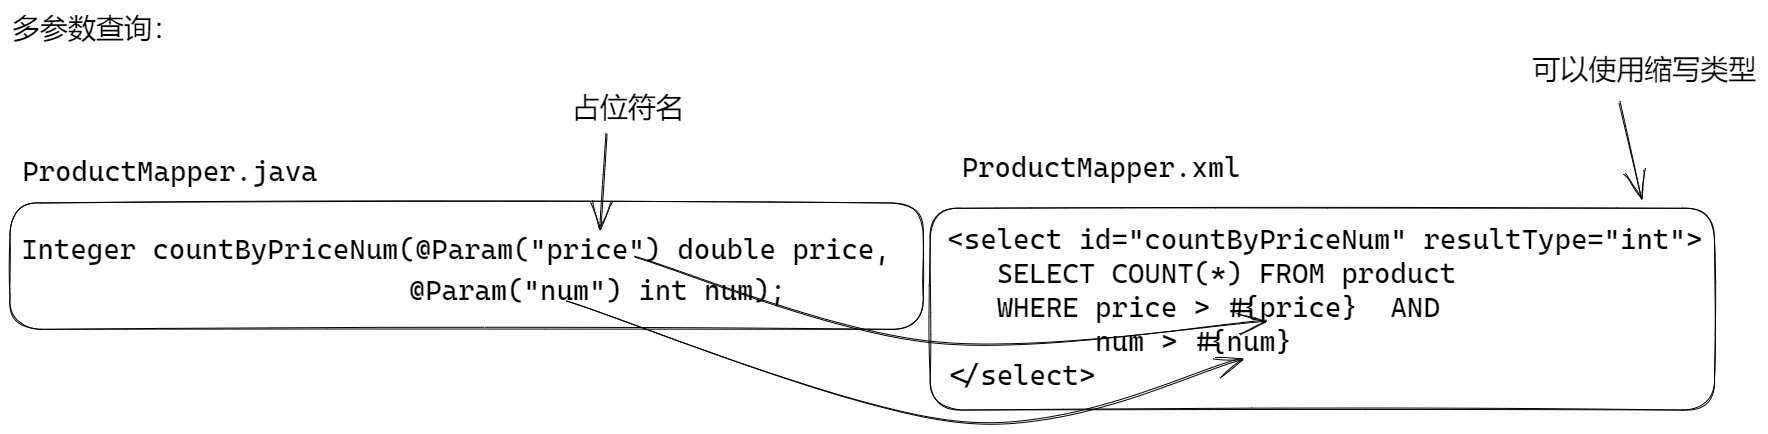 多参数查询：
可以使用缩写类型
占位符名
ProductMapper.java
Integer countByPriceNum(@Param("price") double price,
@Param("num") int num);
ProductMapper.xml
<select id="countByPriceNum" resultType="int">
SELECT COUNT(*) FROM product
WHERE price > #{price} AND
num > #{num}
</select>